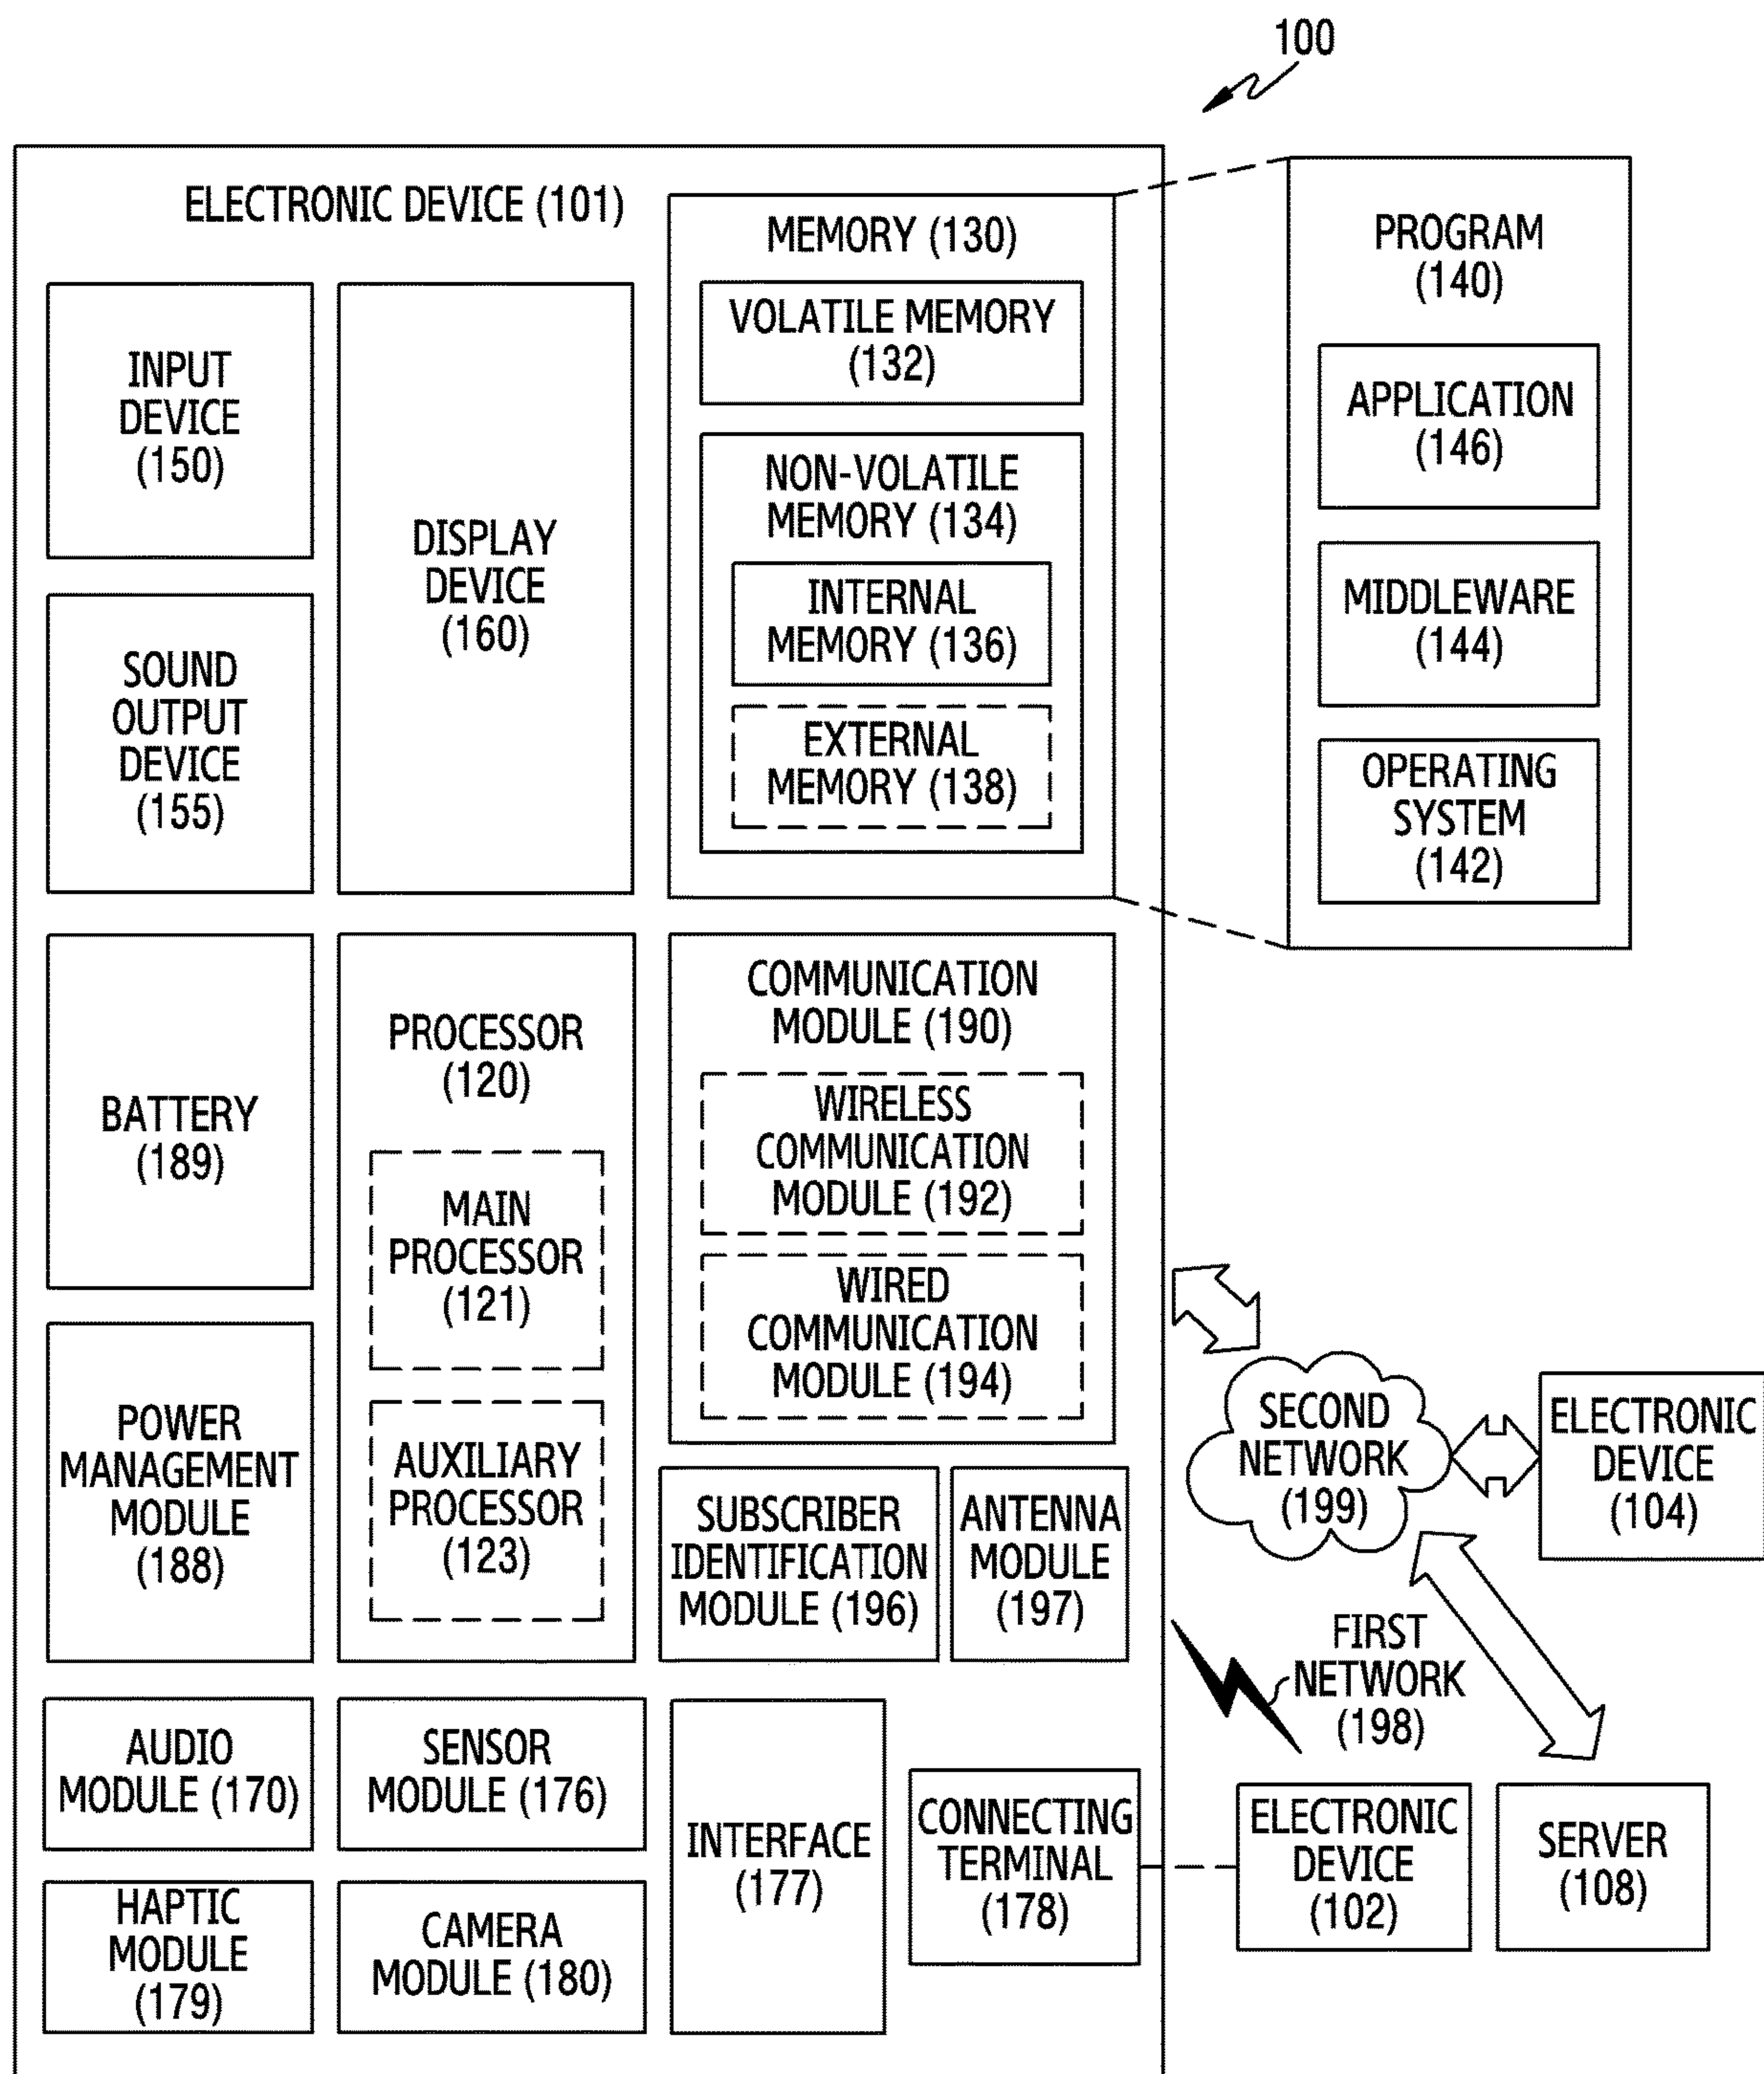 100
ELECTRONIC DEVICE (101)
INPUT
DEVICE
(150)
DISPLAY
DEVICE
(160)
SOUND
OUTPUT
DEVICE
(155)
MEMORY (130)
VOLATILE MEMORY
(132)
NON-VOLATILE
MEMORY (134)
INTERNAL
MEMORY (136)
EXTERNAL
MEMORY (138)
PROGRAM
(140)
APPLICATION
(146)
MIDDLEWARE
(144)
OPERATING
SYSTEM
(142)
BATTERY
(189)
POWER
MANAGEMENT
MODULE
(188)
PROCESSOR
(120)
MAIN
PROCESSOR
(121)
AUXILIARY
PROCESSOR
(123)
COMMUNICATION
MODULE (190)
WIRELESS
COMMUNICATION
MODULE (192)
WIRED
COMMUNICATION
MODULE (194)
SUBSCRIBER
IDENTIFICATION
MODULE (196)
ANTENNA
MODULE
(197)
SECOND
NETWORK
(199)
ELECTRONIC
DEVICE
(104)
FIRST
NETWORK
(198)
AUDIO
MODULE (170)
SENSOR
MODULE (176)
HAPTIC
MODULE
(179)
CAMERA
MODULE (180)
INTERFACE
(177)
CONNECTING
TERMINAL
(178)
ELECTRONIC
DEVICE
(102)
SERVER
(108)